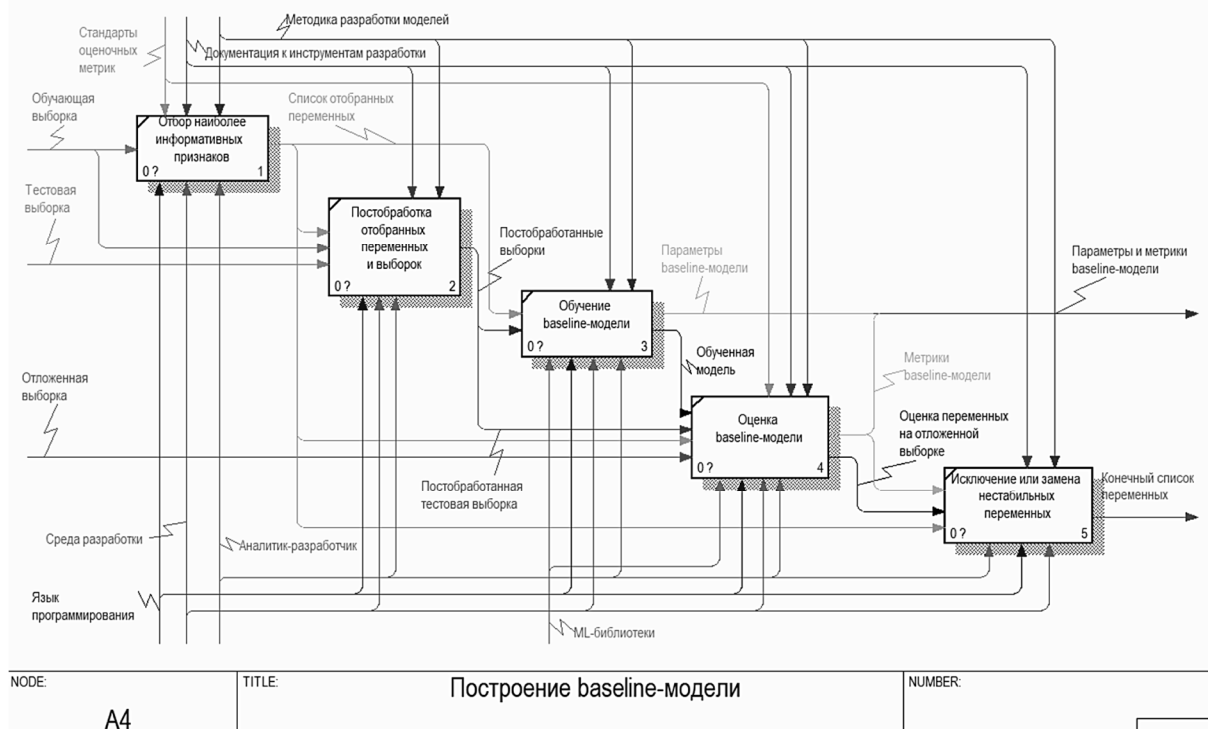 Методика разработки моделей
Стандарты
оценочных
метрик
Документация к инструментам разработки
Обучающая
выборка
Список отобранных
переменных
Отбор наиболее
информативных
признаков
0 ?
1
Тестовая
выборка
Постобработка
отобранных
переменных
и выборок
0 ?
2
Постобработанные
выборки
Параметры
baseline-модели
Параметры и метрики
baseline-модели
Обучение
baseline-модели
0 ?
3
Обученная
модель
Метрики
baseline-модели
Отложенная
выборка
Оценка
baseline-модели
0 ?
4
Оценка переменных
на отложенной
выборке
Постобработанная
тестовая выборка
Исключение или замена
нестабильных
переменных
0 ?
5
Конечный список
переменных
Среда разработки
Аналитик-разработчик
Язык
программирования
ML-библиотеки
NODE:
A4
TITLE:
Построение baseline-модели
NUMBER: